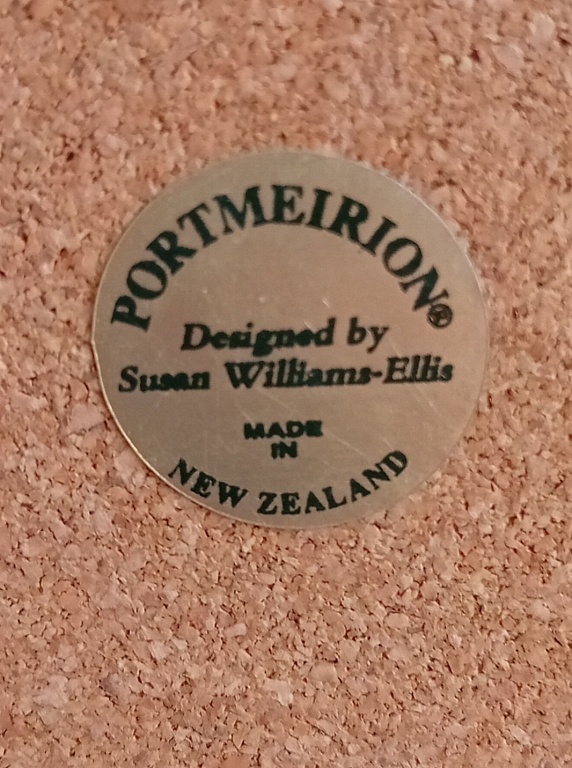 PORTMEIRION®
Designed by
Susan Williams-Ellis
MADE
IN
NEW ZEALAND